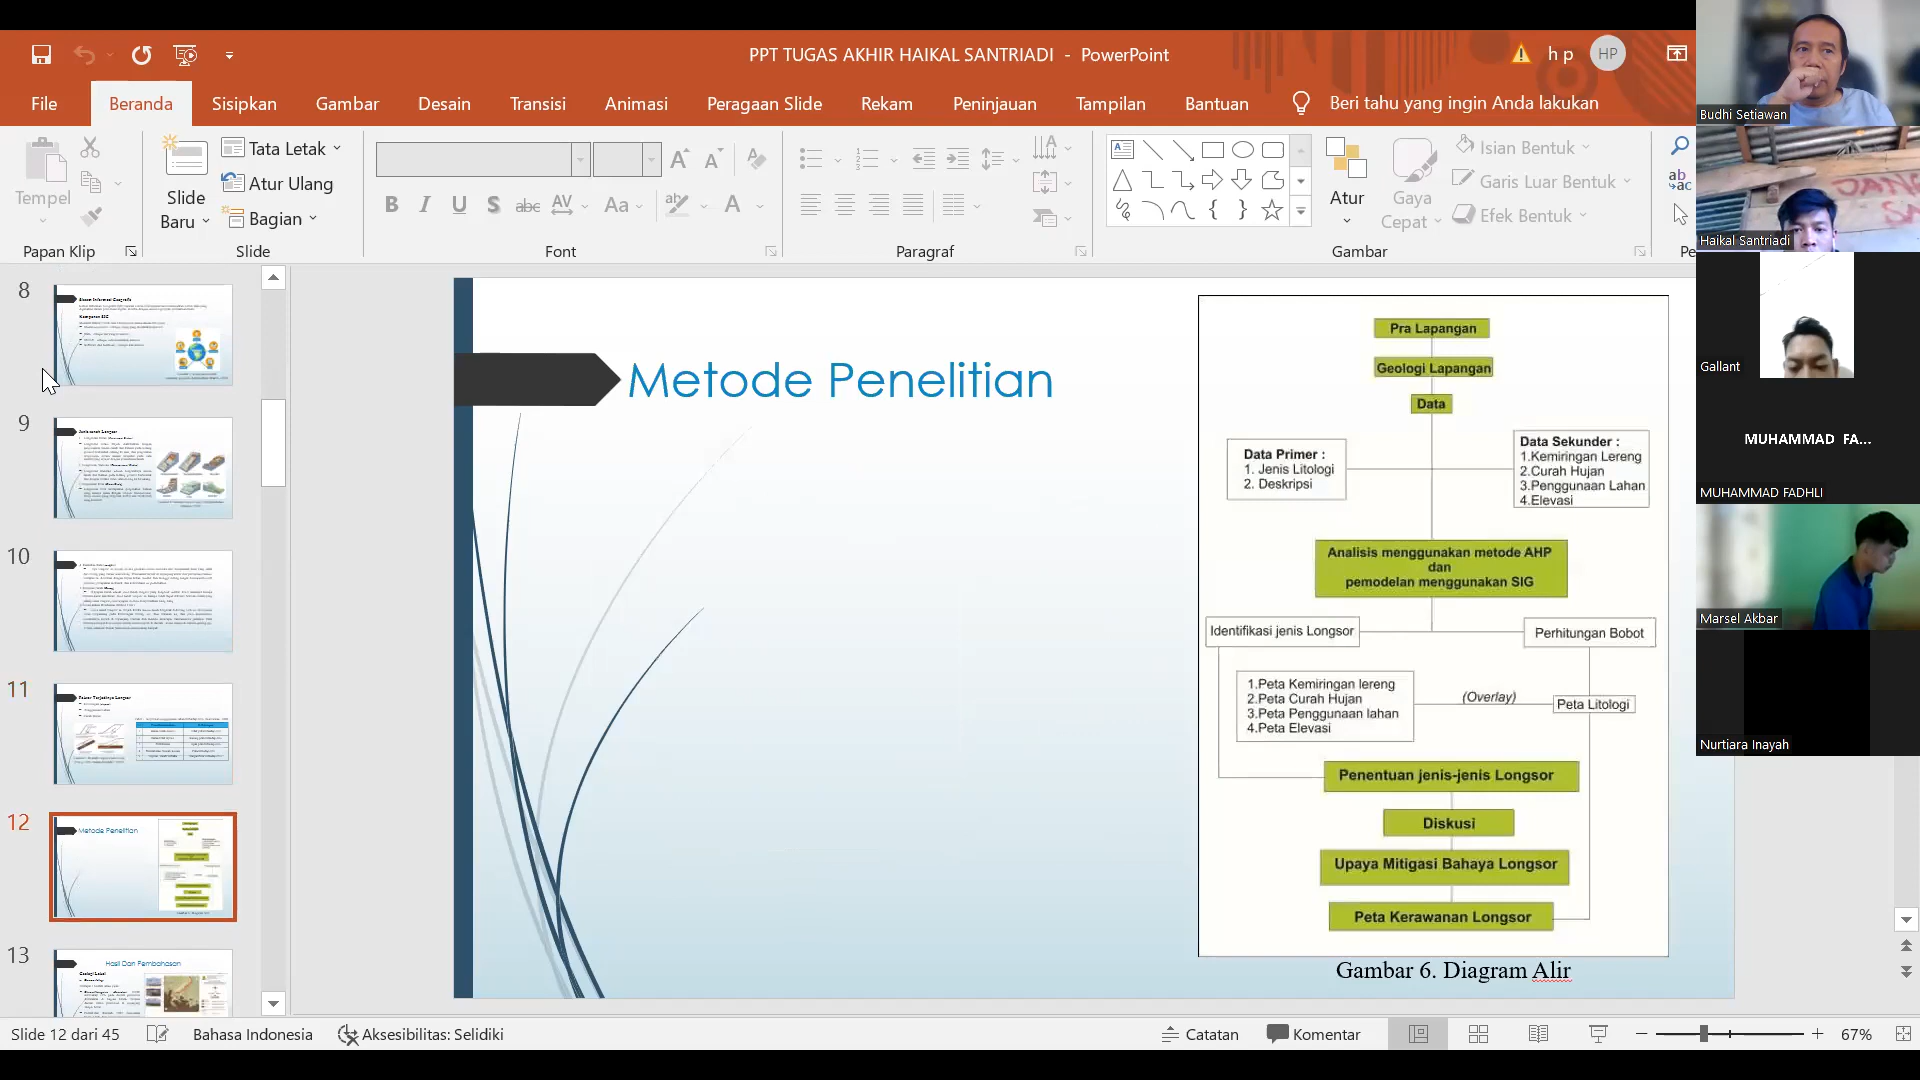 PPT TUGAS AKHIR HAIKAL SANTRIADI - PowerPoint
h p
HP
File
Beranda
Sisipkan
Gambar
Desain
Transisi
Animasi
Peragaan Slide
Rekam
Peninjauan
Tampilan
Bantuan
Beri tahu yang ingin Anda lakukan
Tempel
Slide Baru
Tata Letak
Atur Ulang
Bagian
Atur
Gaya Cepat
Isian Bentuk
Garis Luar Bentuk
Efek Bentuk
Papan Klip
Slide
Font
Paragraf
Gambar
Pe
8
9
10
11
12
Metode Penelitian
13
Hasil Dan Pembahasan
Metode Penelitian
Pra Lapangan
Geologi Lapangan
Data
Data Primer :
1. Jenis Litologi
2. Deskripsi
Data Sekunder :
1.Kemiringan Lereng
2.Curah Hujan
3.Penggunaan Lahan
4.Elevasi
Analisis menggunakan metode AHP
dan
pemodelan menggunakan SIG
Identifikasi jenis Longsor
Perhitungan Bobot
1.Peta Kemiringan lereng
2.Peta Curah Hujan
3.Peta Penggunaan lahan
4.Peta Elevasi
(Overlay)
Peta Litologi
Penentuan jenis-jenis Longsor
Diskusi
Upaya Mitigasi Bahaya Longsor
Peta Kerawanan Longsor
Gambar 6. Diagram Alir
Budhi Setiawan
Haikal Santriadi
Gallant
MUHAMMAD FA...
MUHAMMAD FADHLI
Marsel Akbar
Nurtiara Inayah
Slide 12 dari 45
Bahasa Indonesia
Aksesibilitas: Selidiki
Catatan
Komentar
67%